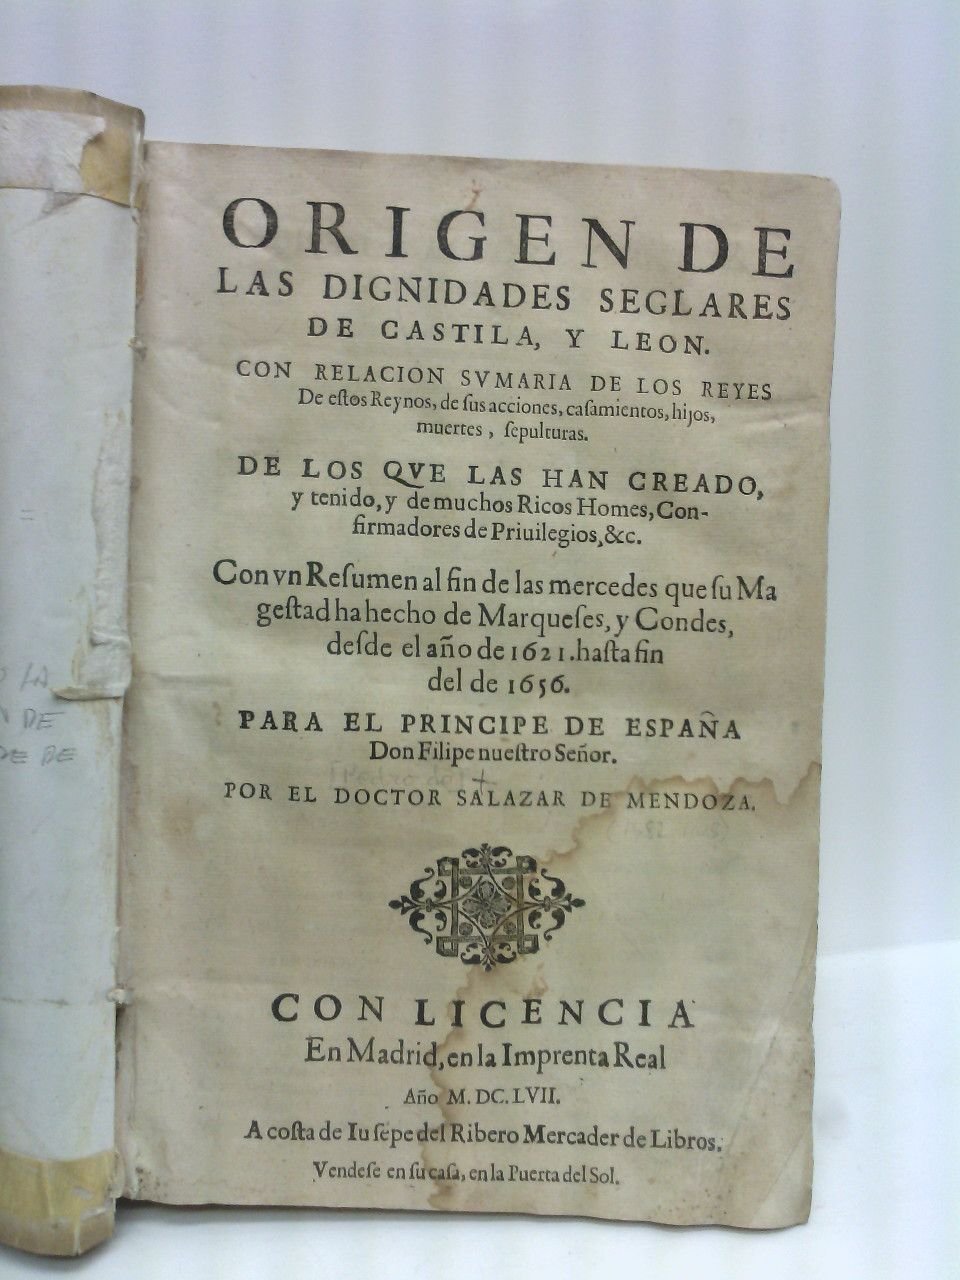 ORIGEN DE
LAS DIGNIDADES SEGLARES
DE CASTILA, Y LEON.
CON RELACION SVMARIA DE LOS REYES
De eſtos Reynos, de ſus acciones, caſamientos, hijos,
muertes, ſepulturas.
DE LOS QVE LAS HAN CREADO,
y tenido, y de muchos Ricos Homes, Con-
firmadores de Priuilegios, &c.
Con vn Reſumen al fin de las mercedes que ſu Ma
geſtad ha hecho de Marqueſes, y Condes,
deſde el año de 1621. haſta fin
del de 1656.
PARA EL PRINCIPE DE ESPAÑA
Don Filipe nueſtro Señor.
POR EL DOCTOR SALAZAR DE MENDOZA.
CON LICENCIA
En Madrid, en la Imprenta Real
Año M. DC. LVII.
A coſta de Iuſepe del Ribero Mercader de Libros.
Vendeſe en ſu caſa, en la Puerta del Sol.
LA
DE
DE DE